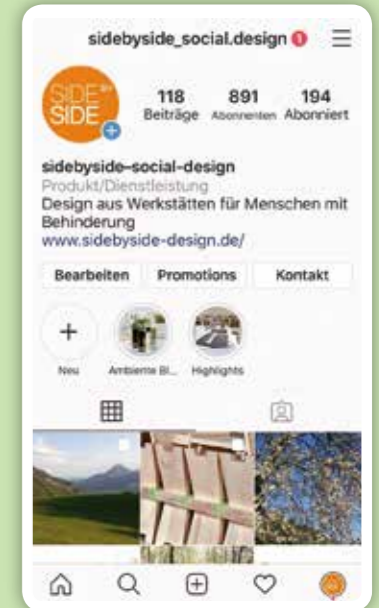 sidebyside_social.design 1
SIDE BY
SIDE
118 891 194
Beiträge Abonnenten Abonniert
sidebyside-social-design
Produkt/Dienstleistung
Design aus Werkstätten für Menschen mit
Behinderung
www.sidebyside-design.de/
Bearbeiten Promotions Kontakt
Neu Ambiente Bl... Highlights